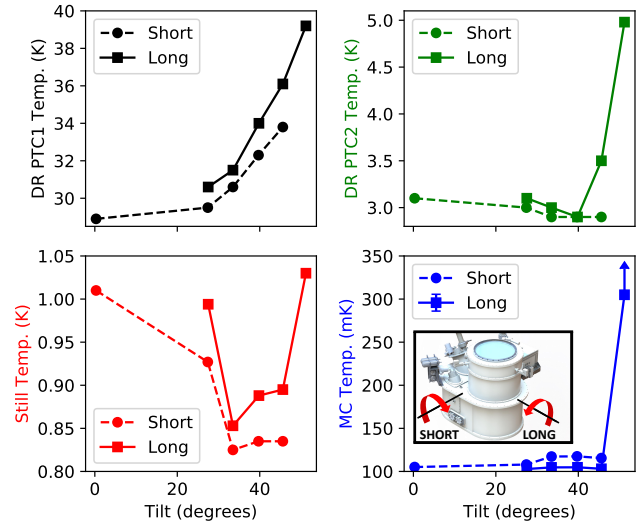 DR PTC1 Temp. (K)
40
38
36
34
32
30
Short
Long
DR PTC2 Temp. (K)
5.0
4.5
4.0
3.5
3.0
Short
Long
Still Temp. (K)
1.05
1.00
0.95
0.90
0.85
0.80
Short
Long
0
20
40
Tilt (degrees)
MC Temp. (mK)
350
300
250
200
150
100
Short
Long
SHORT
LONG
0
20
40
Tilt (degrees)